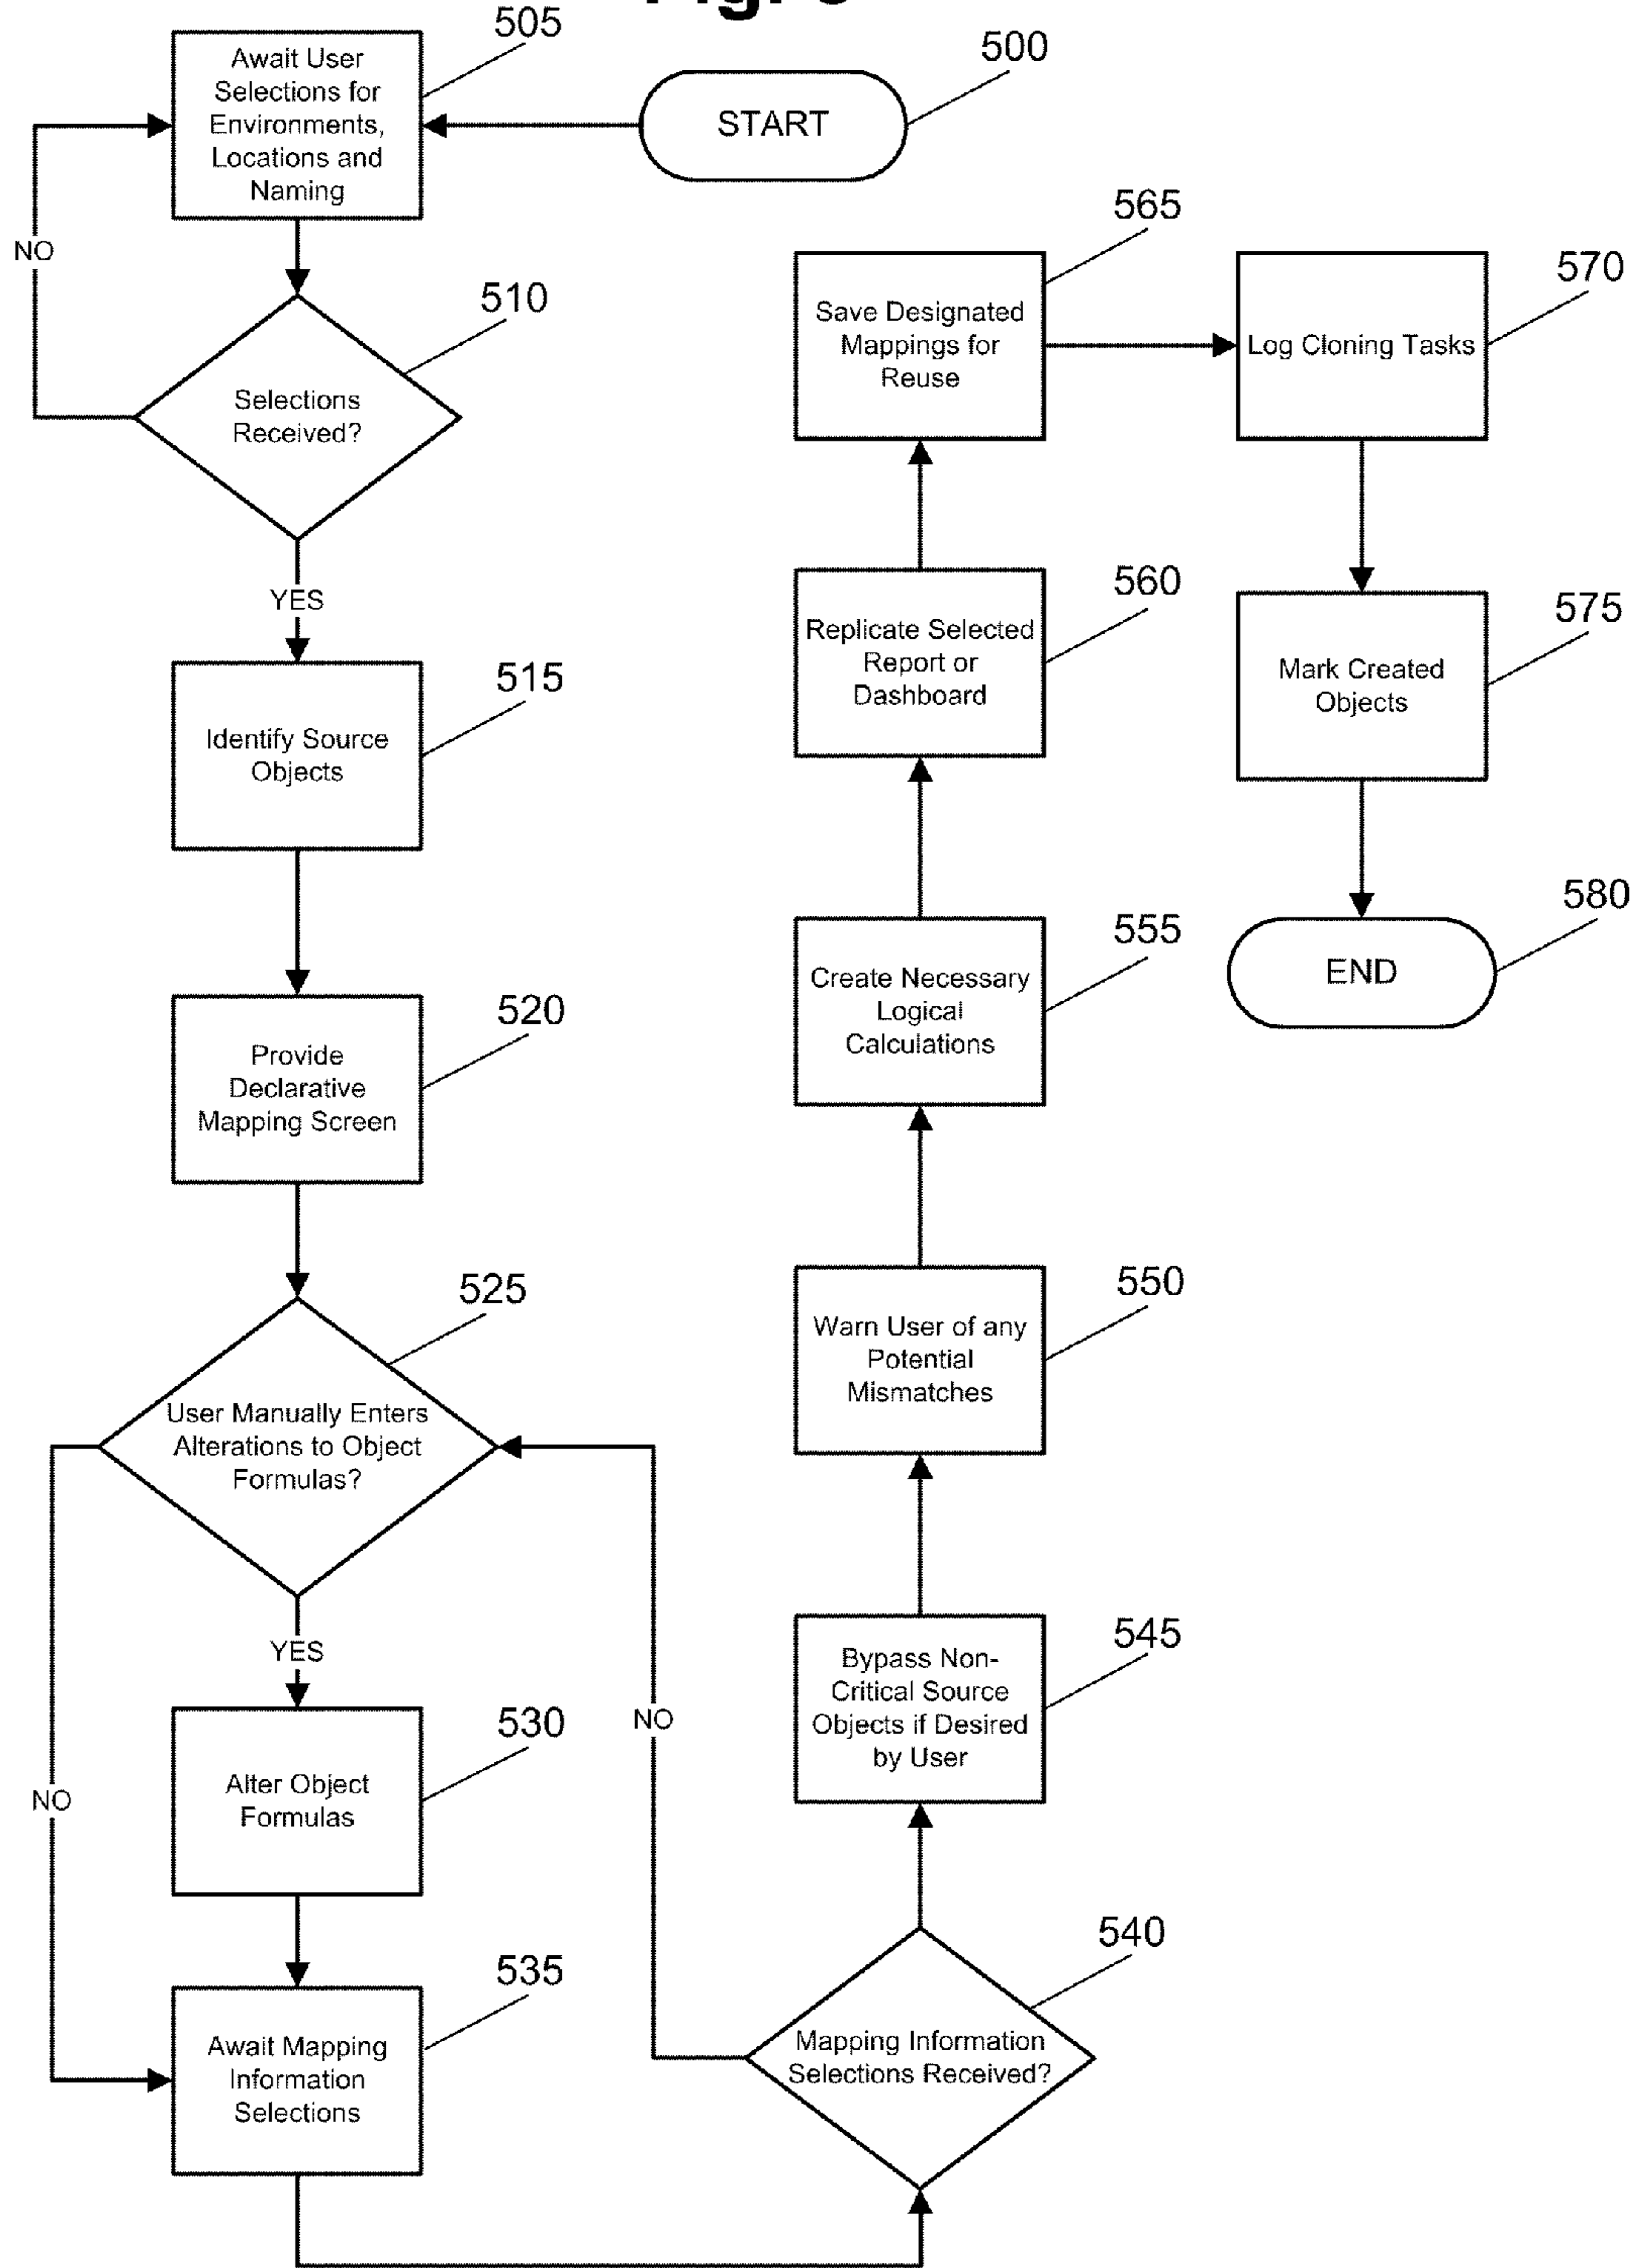 505
Await User
Selections for
Environments,
Locations and
Naming
500
START
NO
510
Selections
Received?
YES
515
Identify Source
Objects
520
Provide
Declarative
Mapping Screen
525
User Manually Enters
Alterations to Object
Formulas?
YES
NO
530
Alter Object
Formulas
535
Await Mapping
Information
Selections
NO
540
Mapping Information
Selections Received?
545
Bypass Non-
Critical Source
Objects if Desired
by User
550
Warn User of any
Potential
Mismatches
555
Create Necessary
Logical
Calculations
560
Replicate Selected
Report or
Dashboard
565
Save Designated
Mappings for
Reuse
570
Log Cloning Tasks
575
Mark Created
Objects
580
END